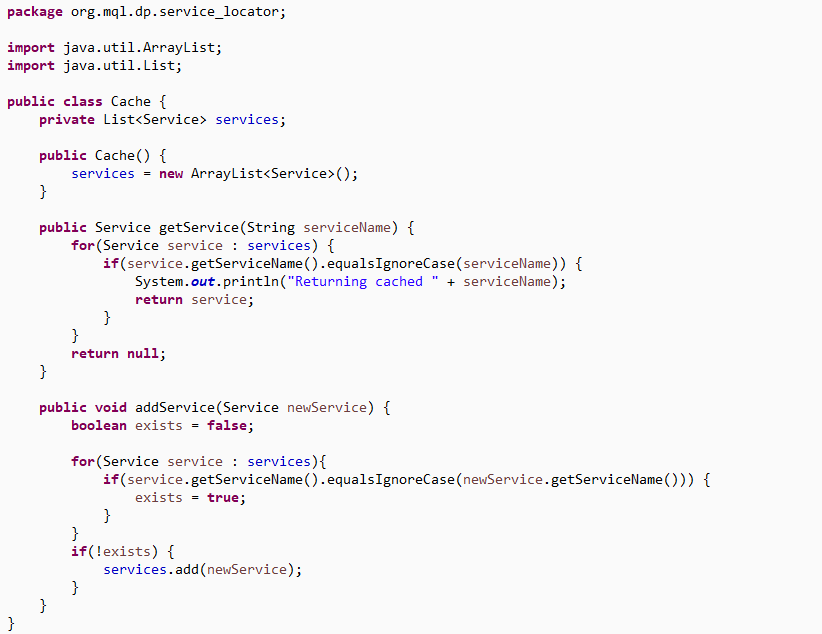 package org.mql.dp.service_locator;

import java.util.ArrayList;
import java.util.List;

public class Cache {
    private List<Service> services;

    public Cache() {
        services = new ArrayList<Service>();
    }

    public Service getService(String serviceName) {
        for(Service service : services) {
            if(service.getServiceName().equalsIgnoreCase(serviceName)) {
                System.out.println("Returning cached " + serviceName);
                return service;
            }
        }
        return null;
    }

    public void addService(Service newService) {
        boolean exists = false;

        for(Service service : services){
            if(service.getServiceName().equalsIgnoreCase(newService.getServiceName())) {
                exists = true;
            }
        }
        if(!exists) {
            services.add(newService);
        }
    }
}